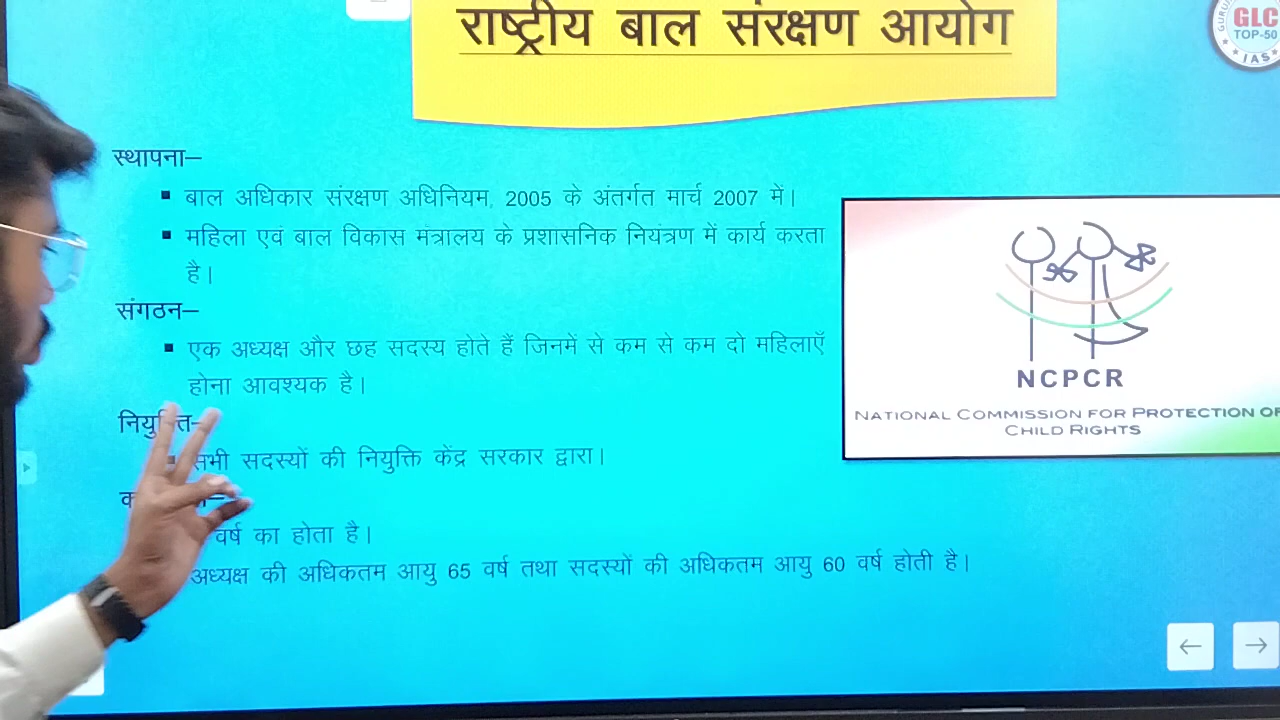 राष्ट्रीय बाल संरक्षण आयोग
GLC
TOP-50
IAS
स्थापना–
▪ बाल अधिकार संरक्षण अधिनियम, 2005 के अंतर्गत मार्च 2007 में।
▪ महिला एवं बाल विकास मंत्रालय के प्रशासनिक नियंत्रण में कार्य करता
है।
संगठन–
▪ एक अध्यक्ष और छह सदस्य होते हैं जिनमें से कम से कम दो महिलाएँ
होना आवश्यक है।
▪ सभी सदस्यों की नियुक्ति केंद्र सरकार द्वारा।
वर्ष का होता है।
अध्यक्ष की अधिकतम आयु 65 वर्ष तथा सदस्यों की अधिकतम आयु 60 वर्ष होती है।
NCPCR
NATIONAL COMMISSION FOR PROTECTION OF
CHILD RIGHTS